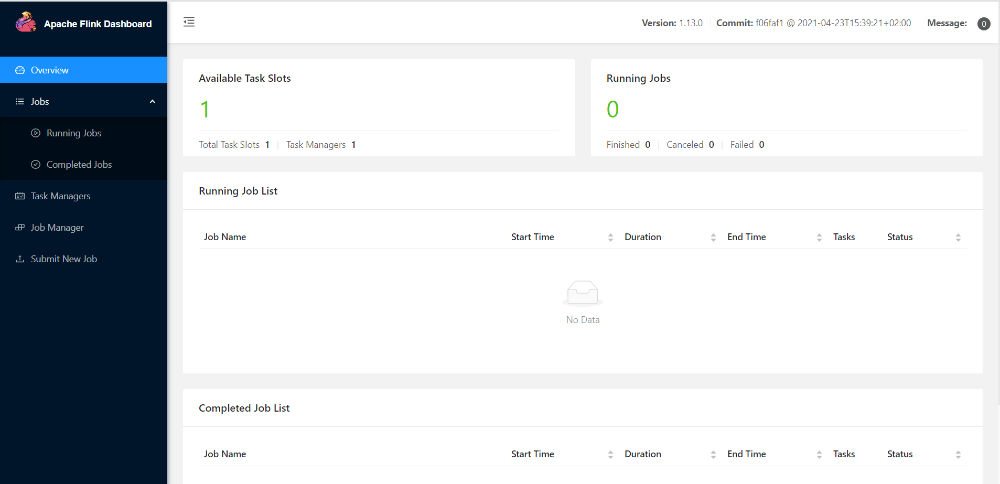 Apache Flink Dashboard
Version: 1.13.0 Commit: f06faf1 @ 2021-04-23T15:39:21+02:00 Message: 0
Overview
Jobs
Running Jobs
Completed Jobs
Task Managers
Job Manager
Submit New Job
Available Task Slots
1
Total Task Slots 1 Task Managers 1
Running Jobs
0
Finished 0 Canceled 0 Failed 0
Running Job List
Job Name Start Time Duration End Time Tasks Status
No Data
Completed Job List
Job Name Start Time Duration End Time Tasks Status